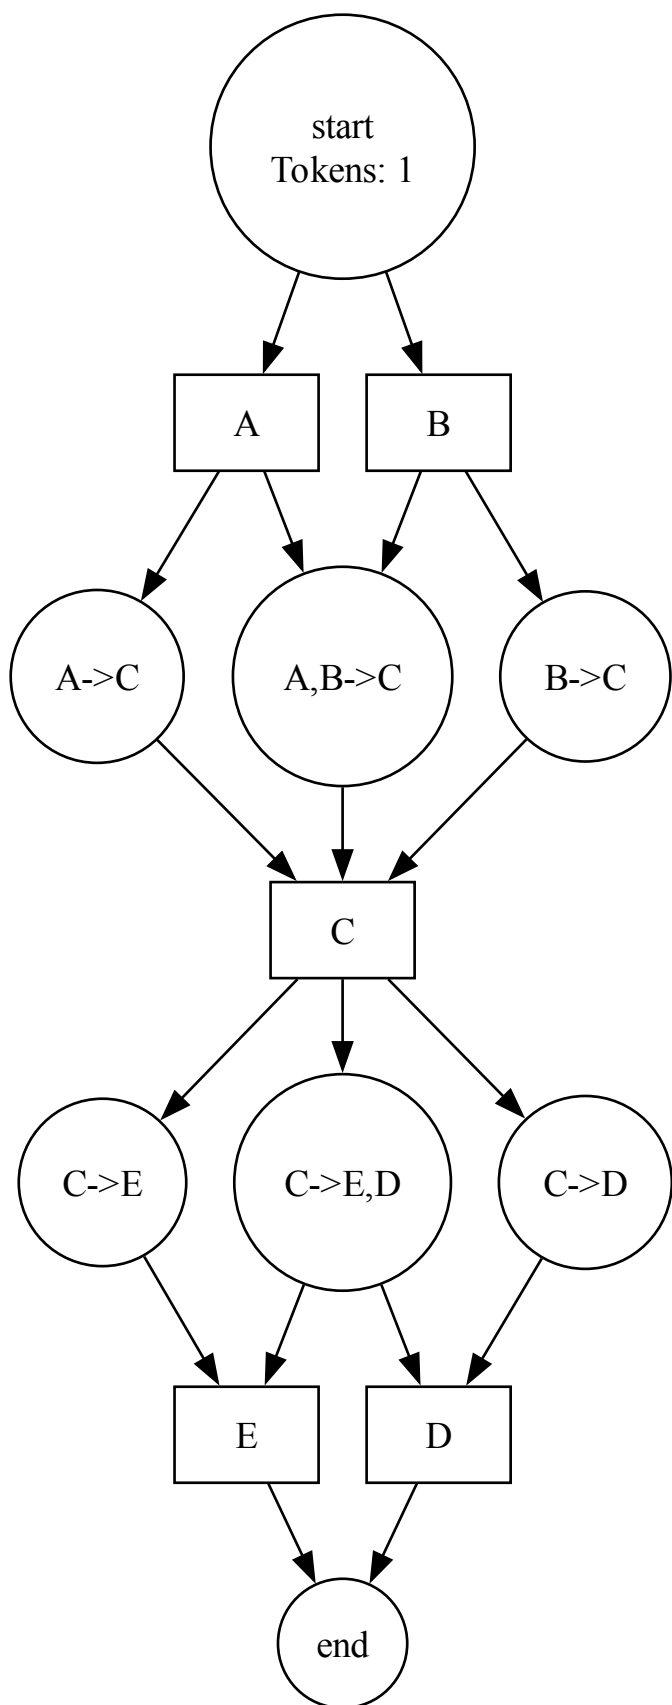 start
Tokens: 1
A
B
A->C
A,B->C
B->C
C
C->E
C->E,D
C->D
E
D
end